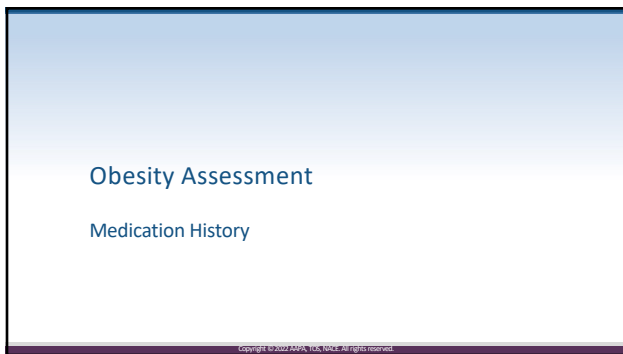 Obesity Assessment
Medication History
Copyright © 2022 AAPA, TOS, NACE. All rights reserved.